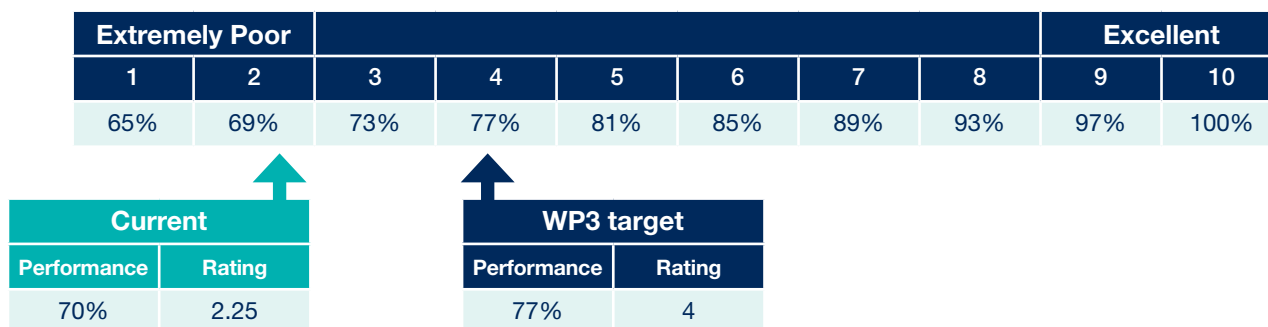 Extremely Poor Excellent
1 2 3 4 5 6 7 8 9 10
65% 69% 73% 77% 81% 85% 89% 93% 97% 100%
Current
Performance Rating
70% 2.25
WP3 target
Performance Rating
77% 4